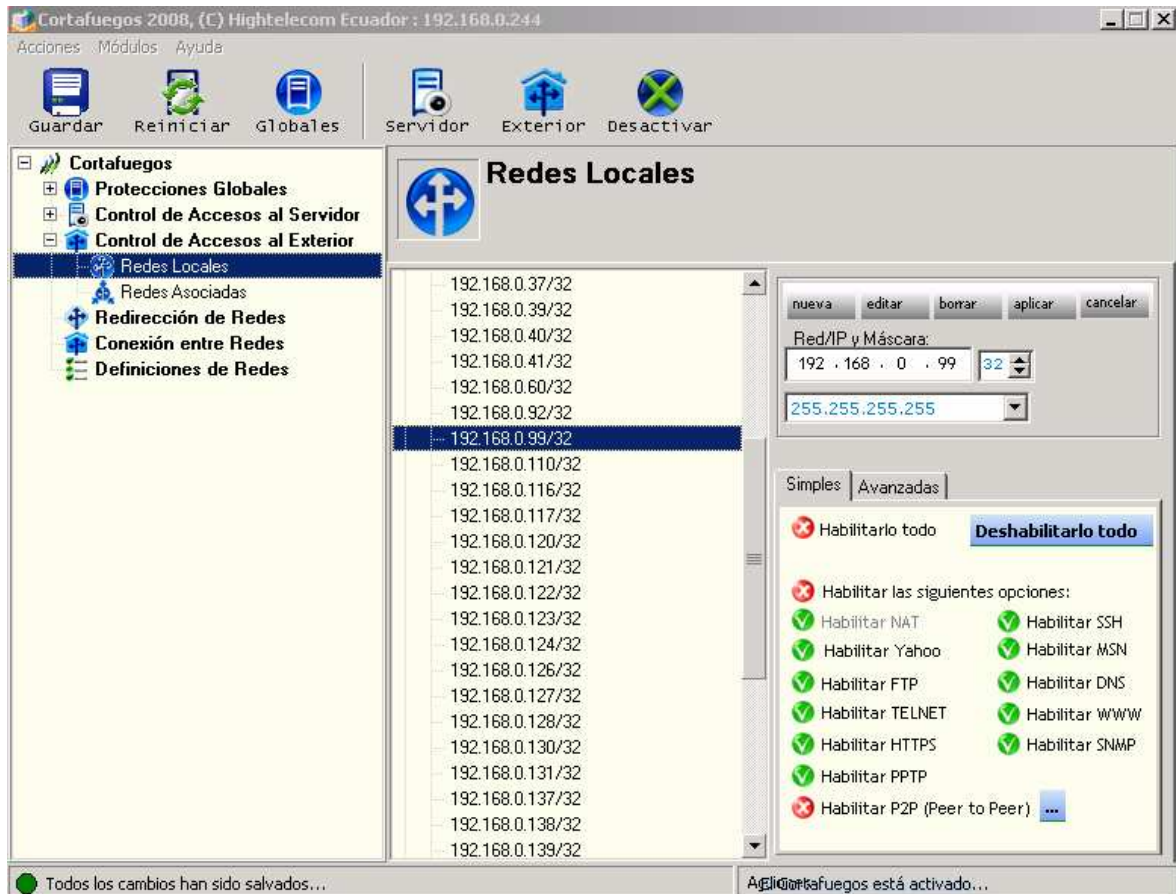 Cortafuegos 2008, (C) Hightelecom Ecuador : 192.168.0.244
Acciones Módulos Ayuda
Guardar Reiniciar Globales Servidor Exterior Desactivar
Cortafuegos
Protecciones Globales
Control de Accesos al Servidor
Control de Accesos al Exterior
Redes Locales
Redes Asociadas
Redirección de Redes
Conexión entre Redes
Definiciones de Redes
Redes Locales
192.168.0.37/32
192.168.0.39/32
192.168.0.40/32
192.168.0.41/32
192.168.0.60/32
192.168.0.92/32
192.168.0.99/32
192.168.0.110/32
192.168.0.116/32
192.168.0.117/32
192.168.0.120/32
192.168.0.121/32
192.168.0.122/32
192.168.0.123/32
192.168.0.124/32
192.168.0.126/32
192.168.0.127/32
192.168.0.128/32
192.168.0.130/32
192.168.0.131/32
192.168.0.137/32
192.168.0.138/32
192.168.0.139/32
nueva editar borrar aplicar cancelar
Red/IP y Máscara:
192 . 168 . 0 . 99 32
255.255.255.255
Simples Avanzadas
Habilitarlo todo Deshabilitarlo todo
Habilitar las siguientes opciones:
Habilitar NAT Habilitar SSH
Habilitar Yahoo Habilitar MSN
Habilitar FTP Habilitar DNS
Habilitar TELNET Habilitar WWW
Habilitar HTTPS Habilitar SNMP
Habilitar PPTP
Habilitar P2P (Peer to Peer) ...
Todos los cambios han sido salvados... Cortafuegos está activado...